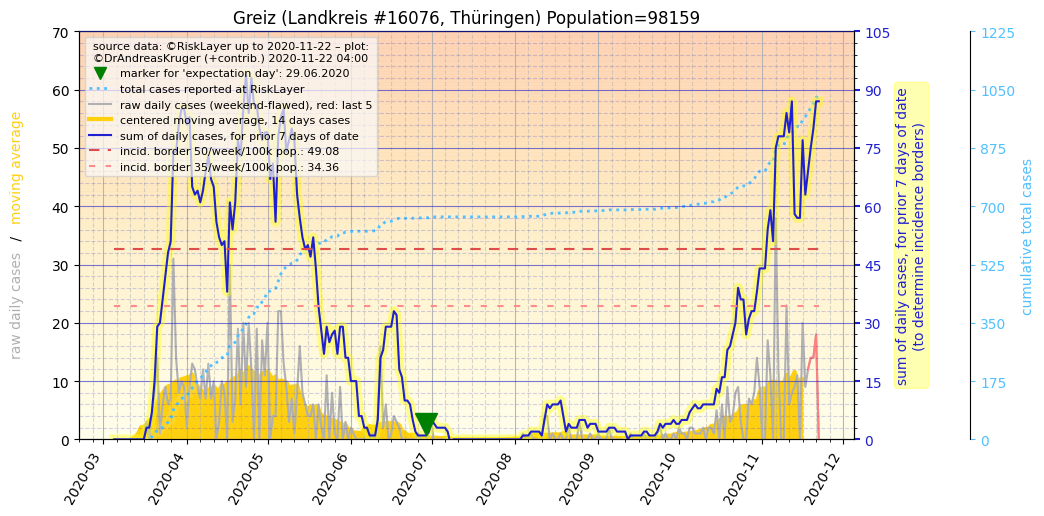 Greiz (Landkreis #16076, Thüringen) Population=98159
source data: ©RiskLayer up to 2020-11-22 – plot:
©DrAndreasKruger (+contrib.) 2020-11-22 04:00
marker for 'expectation day': 29.06.2020
total cases reported at RiskLayer
raw daily cases (weekend-flawed), red: last 5
centered moving average, 14 days cases
sum of daily cases, for prior 7 days of date
incid. border 50/week/100k pop.: 49.08
incid. border 35/week/100k pop.: 34.36
raw daily cases / moving average
70
60
50
40
30
20
10
0
2020-03
2020-04
2020-05
2020-06
2020-07
2020-08
2020-09
2020-10
2020-11
2020-12
105
90
75
60
45
30
15
0
sum of daily cases, for prior 7 days of date
(to determine incidence borders)
1225
1050
875
700
525
350
175
0
cumulative total cases